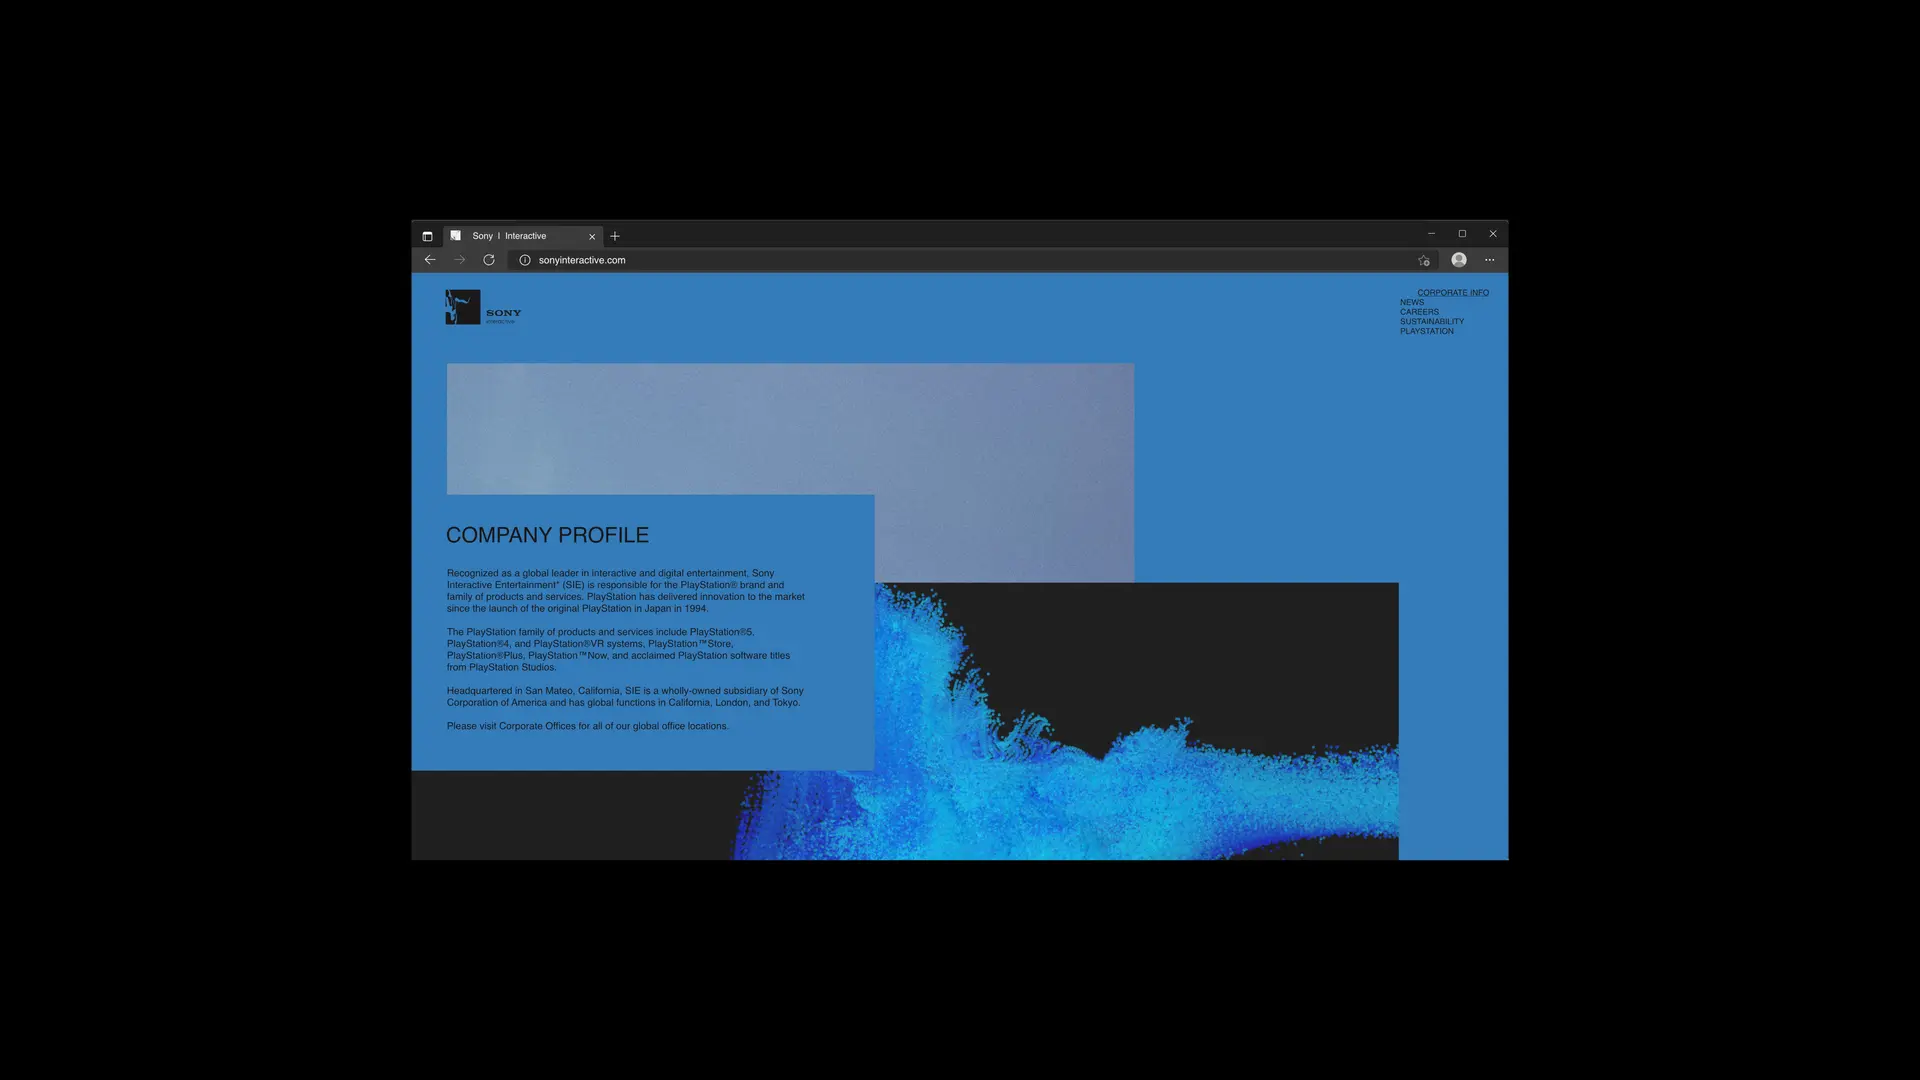 Sony | Interactive
sonyinteractive.com
SONY
interactive
CORPORATE INFO
NEWS
CAREERS
SUSTAINABILITY
PLAYSTATION
COMPANY PROFILE
Recognized as a global leader in interactive and digital entertainment, Sony
Interactive Entertainment* (SIE) is responsible for the PlayStation® brand and
family of products and services. PlayStation has delivered innovation to the market
since the launch of the original PlayStation in Japan in 1994.
The PlayStation family of products and services include PlayStation®5,
PlayStation®4, and PlayStation®VR systems, PlayStation™Store,
PlayStation®Plus, PlayStation™Now, and acclaimed PlayStation software titles
from PlayStation Studios.
Headquartered in San Mateo, California, SIE is a wholly-owned subsidiary of Sony
Corporation of America and has global functions in California, London, and Tokyo.
Please visit Corporate Offices for all of our global office locations.